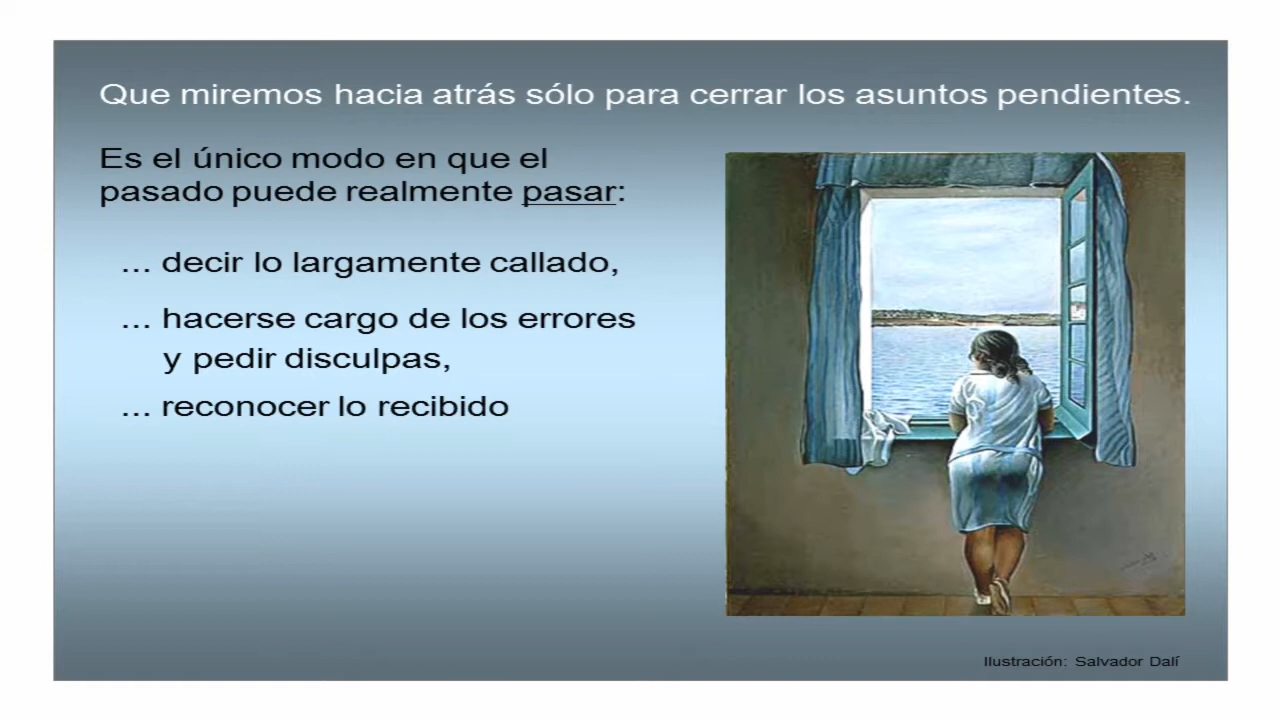 Que miremos hacia atrás sólo para cerrar los asuntos pendientes.
Es el único modo en que el
pasado puede realmente pasar:
... decir lo largamente callado,
... hacerse cargo de los errores
y pedir disculpas,
... reconocer lo recibido
Ilustración: Salvador Dalí